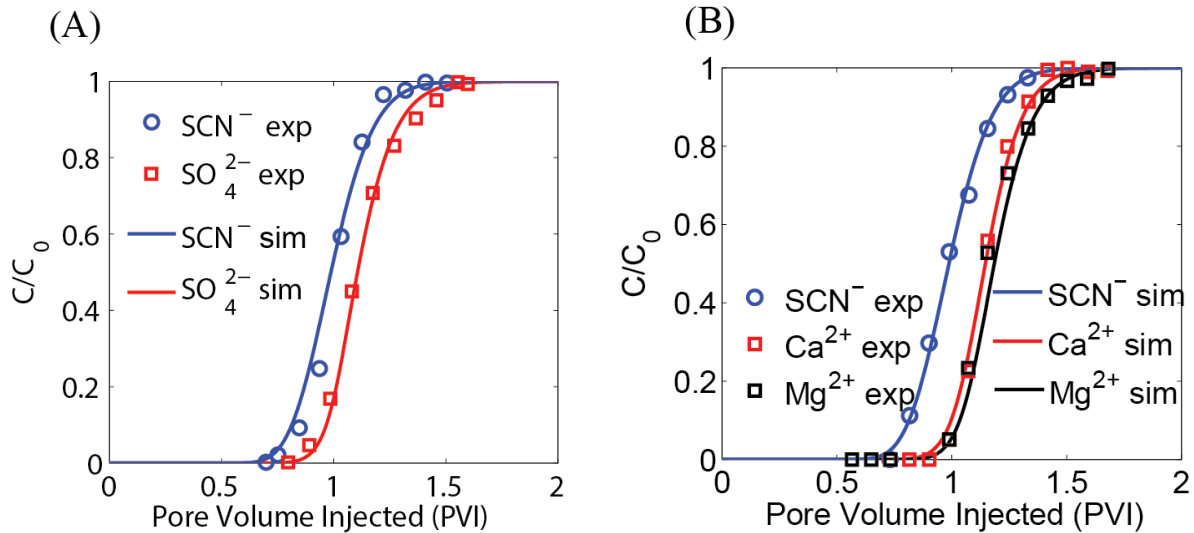 (A)
C/C0
1
0.8
0.6
0.4
0.2
0
SCN− exp
SO42− exp
SCN− sim
SO42− sim
0 0.5 1 1.5 2
Pore Volume Injected (PVI)
(B)
C/C0
1
0.8
0.6
0.4
0.2
0
SCN− exp
Ca2+ exp
Mg2+ exp
SCN− sim
Ca2+ sim
Mg2+ sim
0 0.5 1 1.5 2
Pore Volume Injected (PVI)